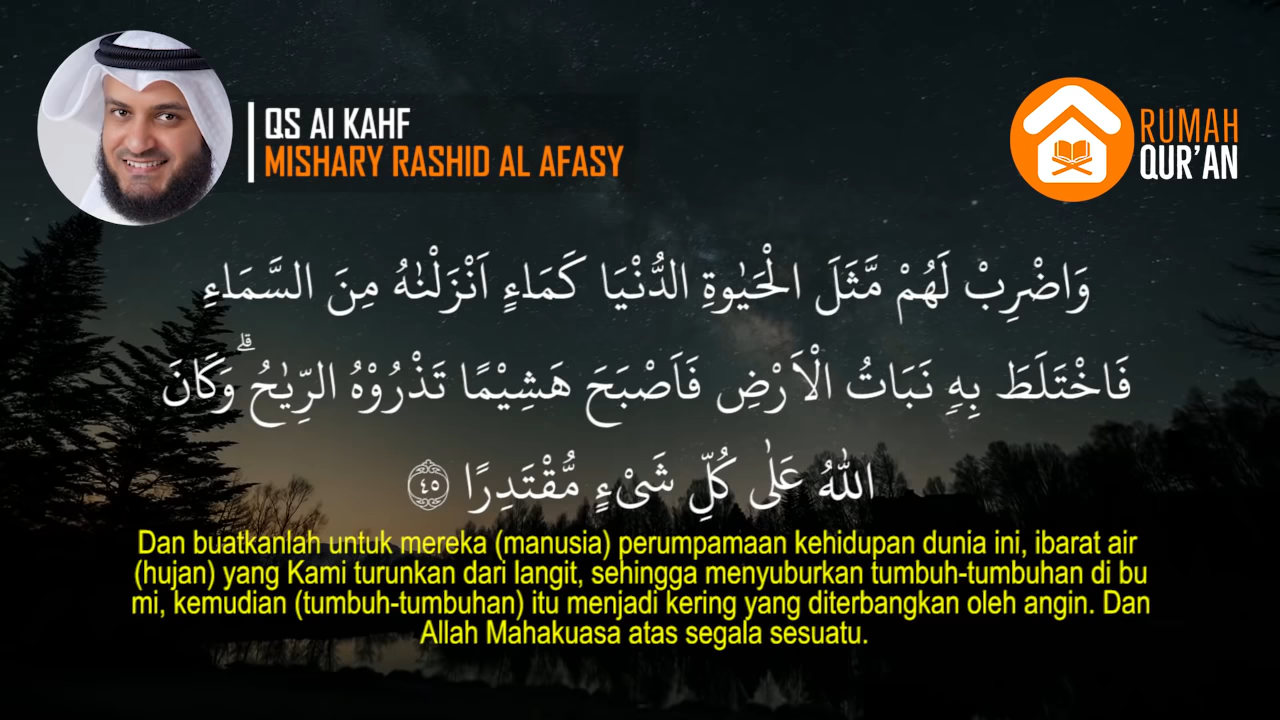 QS Al KAHF
MISHARY RASHID AL AFASY
RUMAH
QUR'AN
وَاضْرِبْ لَهُمْ مَّثَلَ الْحَيٰوةِ الدُّنْيَا كَمَاۤءٍ اَنْزَلْنٰهُ مِنَ السَّمَاۤءِ
فَاخْتَلَطَ بِهٖ نَبَاتُ الْاَرْضِ فَاَصْبَحَ هَشِيْمًا تَذْرُوْهُ الرِّيٰحُ ۗوَكَانَ
اللّٰهُ عَلٰى كُلِّ شَيْءٍ مُّقْتَدِرًا ٤٥
Dan buatkanlah untuk mereka (manusia) perumpamaan kehidupan dunia ini, ibarat air
(hujan) yang Kami turunkan dari langit, sehingga menyuburkan tumbuh-tumbuhan di bu
mi, kemudian (tumbuh-tumbuhan) itu menjadi kering yang diterbangkan oleh angin. Dan
Allah Mahakuasa atas segala sesuatu.